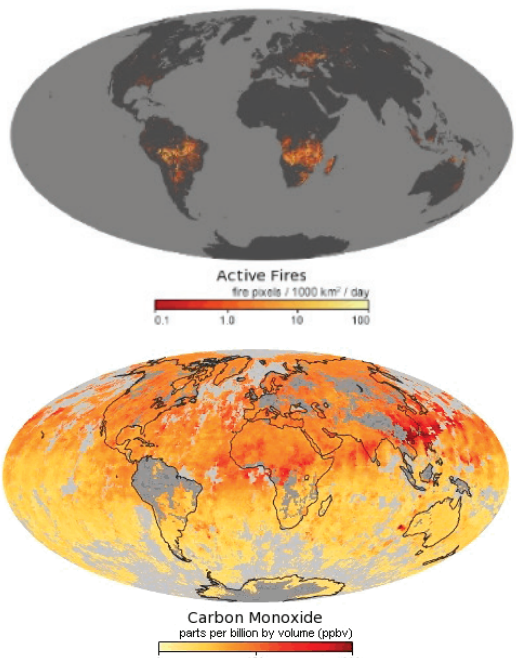 Active Fires
fire pixels / 1000 km² / day
0.1 1.0 10 100
Carbon Monoxide
parts per billion by volume (ppbv)